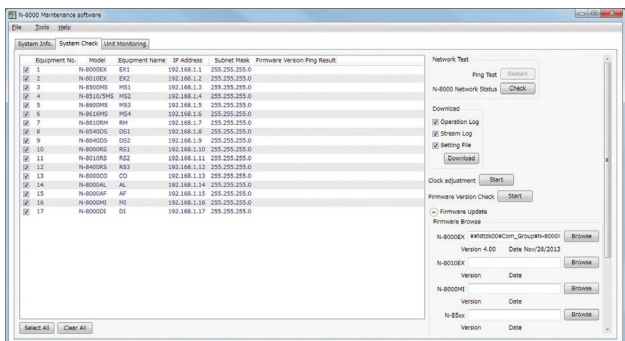 N-8000 Maintenance software
File Tools Help
System Info. System Check Unit Monitoring
Equipment No. Model Equipment Name IP Address Subnet Mask Firmware Version Ping Result
1 N-8000EX EX1 192.168.1.1 255.255.255.0
2 N-8010EX EX2 192.168.1.2 255.255.255.0
3 N-8500MS MS1 192.168.1.3 255.255.255.0
4 N-8510/5MS MS2 192.168.1.4 255.255.255.0
5 N-8600MS MS3 192.168.1.5 255.255.255.0
6 N-8616MS MS4 192.168.1.6 255.255.255.0
7 N-8610RM RM 192.168.1.7 255.255.255.0
8 N-8540DS DS1 192.168.1.8 255.255.255.0
9 N-8640DS DS2 192.168.1.9 255.255.255.0
10 N-8000RS RS1 192.168.1.10 255.255.255.0
11 N-8010RS RS2 192.168.1.11 255.255.255.0
12 N-8400RS RS3 192.168.1.12 255.255.255.0
13 N-8000CO CO 192.168.1.13 255.255.255.0
14 N-8000AL AL 192.168.1.14 255.255.255.0
15 N-8000AF AF 192.168.1.15 255.255.255.0
16 N-8000MI MI 192.168.1.16 255.255.255.0
17 N-8000DI DI 192.168.1.17 255.255.255.0
Select All Clear All
Network Test
Ping Test Restart
N-8000 Network Status Check
Download
Operation Log
Stream Log
Setting File
Download
Clock adjustment Start
Firmware Version Check Start
Firmware Update
Firmware Browse
N-8000EX ¥¥Nttzk00¥Com_Group¥N-8000 Browse
Version 4.00 Date Nov/26/2013
N-8010EX Browse
Version Date
N-8000MI Browse
Version Date
N-85xx Browse
Version Date